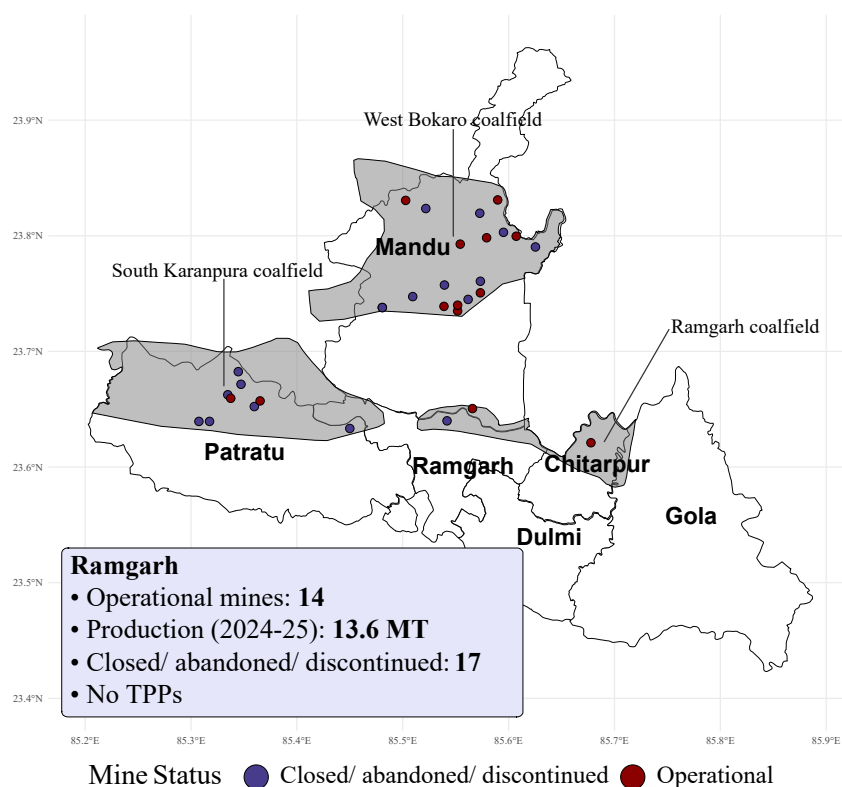 23.9°N
West Bokaro coalfield
23.8°N
Mandu
South Karanpura coalfield
Ramgarh coalfield
23.7°N
Patratu
Ramgarh
Chitarpur
23.6°N
Gola
Dulmi
Ramgarh
• Operational mines: 14
• Production (2024-25): 13.6 MT
• Closed/ abandoned/ discontinued: 17
• No TPPs
23.5°N
23.4°N
85.2°E 85.3°E 85.4°E 85.5°E 85.6°E 85.7°E 85.8°E 85.9°E
Mine Status Closed/ abandoned/ discontinued Operational